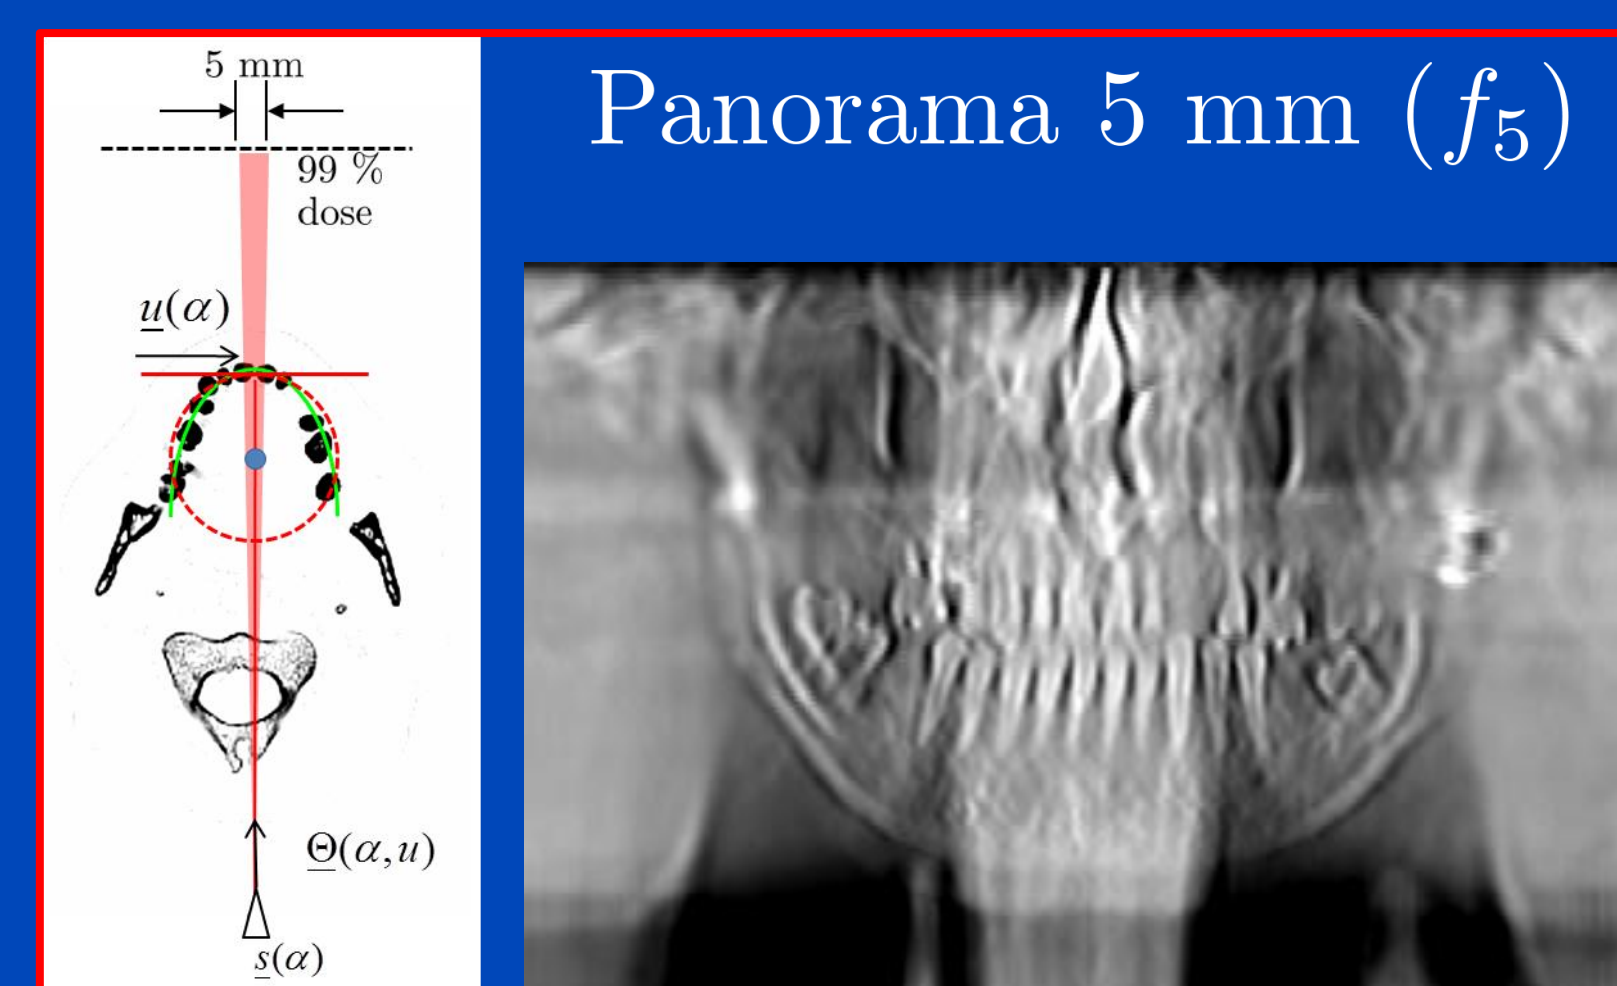 Panorama 5 mm (f₅)
5 mm
99 %
dose
u(α)
Θ(α,u)
s(α)